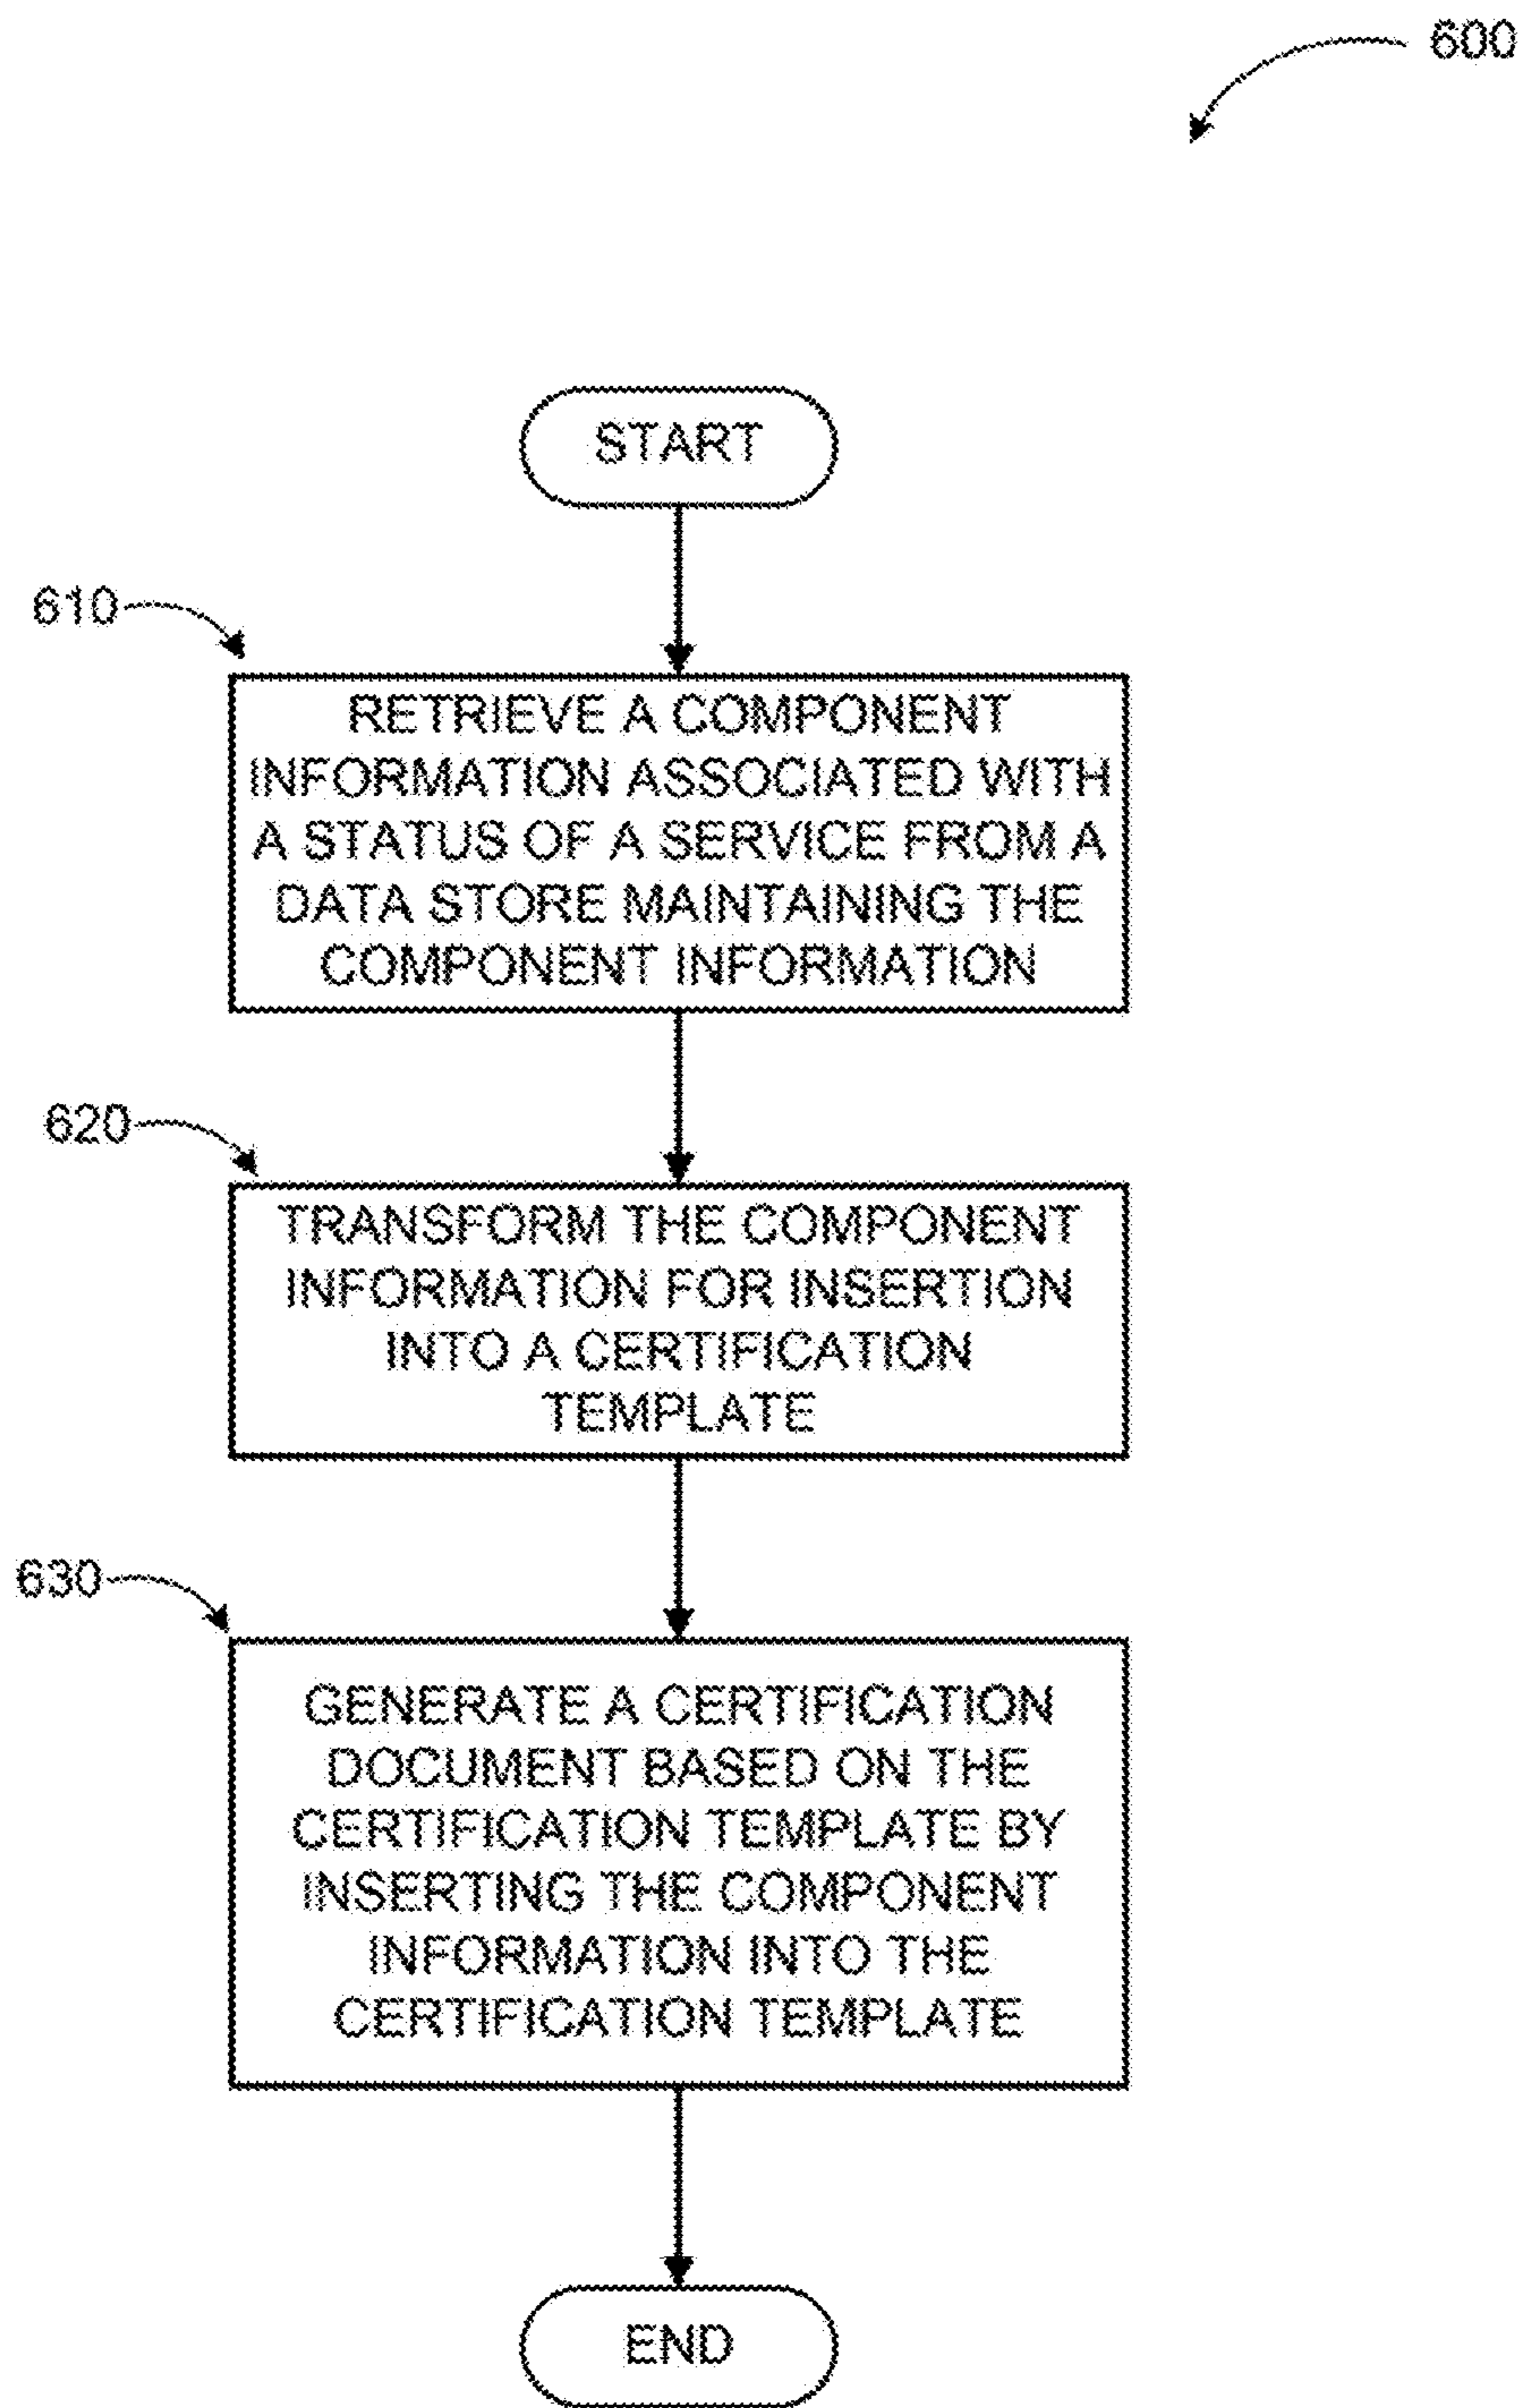 600
START
610
RETRIEVE A COMPONENT
INFORMATION ASSOCIATED WITH
A STATUS OF A SERVICE FROM A
DATA STORE MAINTAINING THE
COMPONENT INFORMATION
620
TRANSFORM THE COMPONENT
INFORMATION FOR INSERTION
INTO A CERTIFICATION
TEMPLATE
630
GENERATE A CERTIFICATION
DOCUMENT BASED ON THE
CERTIFICATION TEMPLATE BY
INSERTING THE COMPONENT
INFORMATION INTO THE
CERTIFICATION TEMPLATE
END